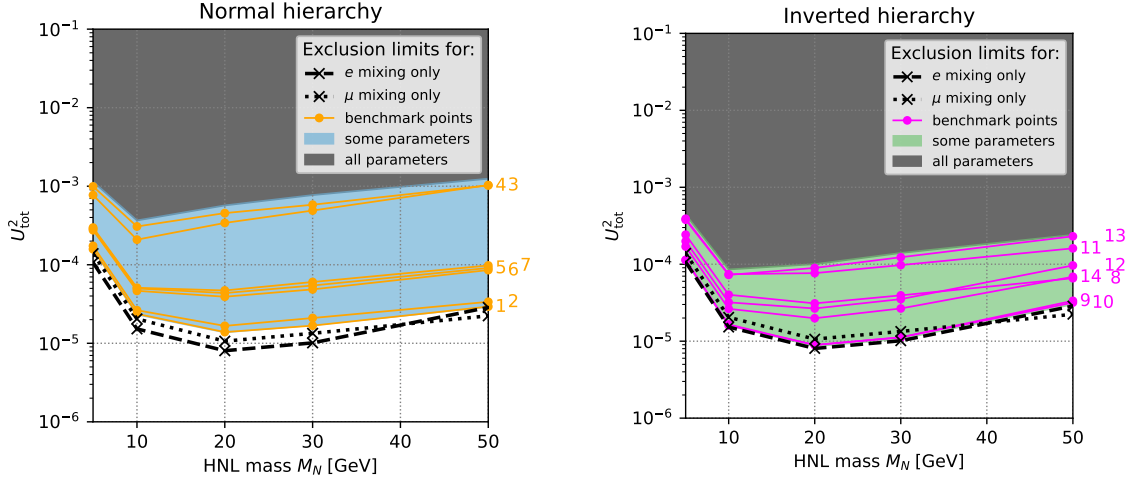 Normal hierarchy
10⁻¹
10⁻²
10⁻³
10⁻⁴
10⁻⁵
10⁻⁶
U²tot
Exclusion limits for:
e mixing only
μ mixing only
benchmark points
some parameters
all parameters
43
5 6 7
1 2
10 20 30 40 50
HNL mass M_N [GeV]
Inverted hierarchy
10⁻¹
10⁻²
10⁻³
10⁻⁴
10⁻⁵
10⁻⁶
U²tot
Exclusion limits for:
e mixing only
μ mixing only
benchmark points
some parameters
all parameters
13
11
12
14 8
9 10
10 20 30 40 50
HNL mass M_N [GeV]